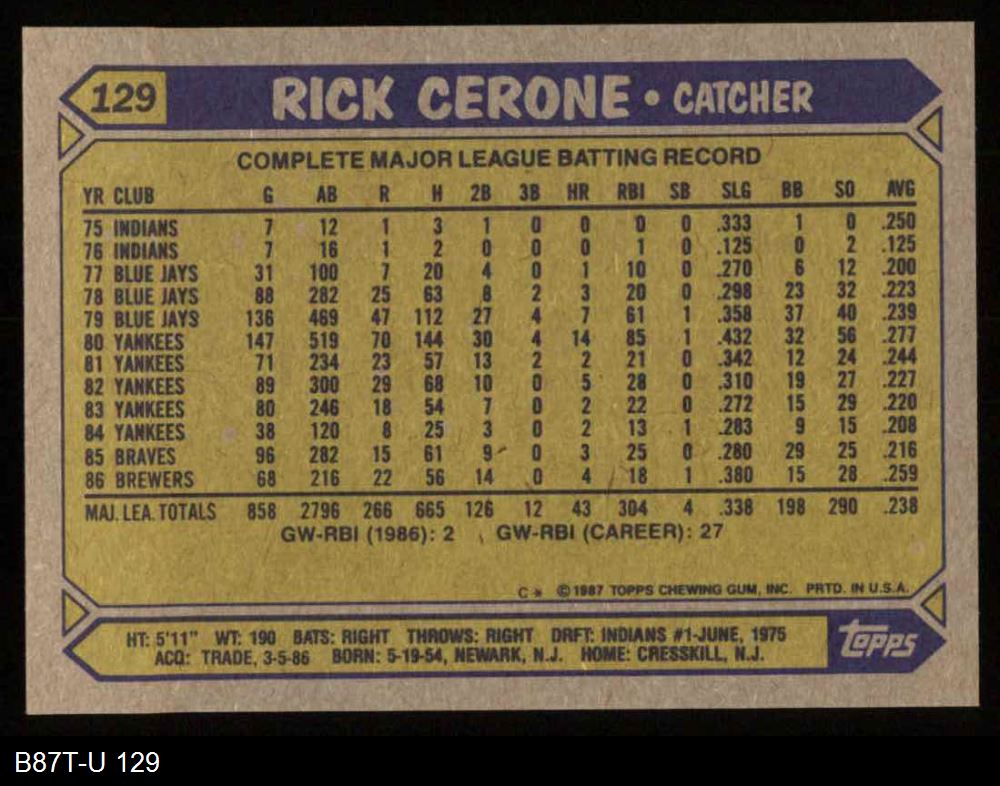 129 RICK CERONE • CATCHER
COMPLETE MAJOR LEAGUE BATTING RECORD
YR CLUB G AB R H 2B 3B HR RBI SB SLG BB SO AVG
75 INDIANS 7 12 1 3 1 0 0 0 0 .333 1 0 .250
76 INDIANS 7 16 1 2 0 0 0 1 0 .125 0 2 .125
77 BLUE JAYS 31 100 7 20 4 0 1 10 0 .270 6 12 .200
78 BLUE JAYS 88 282 25 63 8 2 3 20 0 .298 23 32 .223
79 BLUE JAYS 136 469 47 112 27 4 7 61 1 .358 37 40 .239
80 YANKEES 147 519 70 144 30 4 14 85 1 .432 32 56 .277
81 YANKEES 71 234 23 57 13 2 2 21 0 .342 12 24 .244
82 YANKEES 89 300 29 68 10 0 5 28 0 .310 19 27 .227
83 YANKEES 80 246 18 54 7 0 2 22 0 .272 15 29 .220
84 YANKEES 38 120 8 25 3 0 2 13 1 .283 9 15 .208
85 BRAVES 96 282 15 61 9 0 3 25 0 .280 29 25 .216
86 BREWERS 68 216 22 56 14 0 4 18 1 .380 15 28 .259
MAJ. LEA. TOTALS 858 2796 266 665 126 12 43 304 4 .338 198 290 .238
GW-RBI (1986): 2 GW-RBI (CAREER): 27
C* ©1987 TOPPS CHEWING GUM, INC. PRTD. IN U.S.A.
HT: 5'11" WT: 190 BATS: RIGHT THROWS: RIGHT DRFT: INDIANS #1-JUNE, 1975
ACQ: TRADE, 3-5-86 BORN: 5-19-54, NEWARK, N.J. HOME: CRESSKILL, N.J.
TOPPS
B87T-U 129